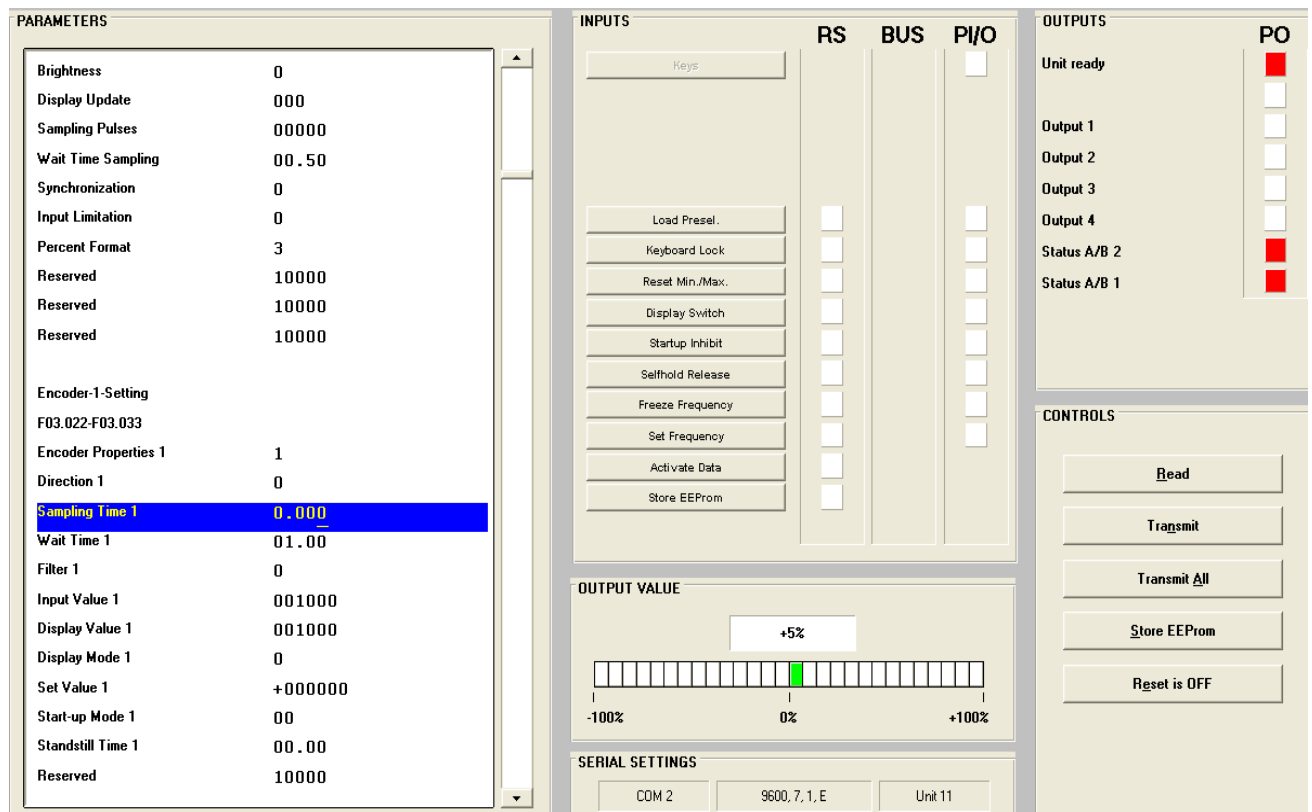 PARAMETERS
Brightness 0
Display Update 000
Sampling Pulses 00000
Wait Time Sampling 00.50
Synchronization 0
Input Limitation 0
Percent Format 3
Reserved 10000
Reserved 10000
Reserved 10000
Encoder-1-Setting
F03.022-F03.033
Encoder Properties 1 1
Direction 1 0
Sampling Time 1 0.000
Wait Time 1 01.00
Filter 1 0
Input Value 1 001000
Display Value 1 001000
Display Mode 1 0
Set Value 1 +000000
Start-up Mode 1 00
Standstill Time 1 00.00
Reserved 10000
INPUTS
RS BUS PI/O
Keys
Load Presel.
Keyboard Lock
Reset Min./Max.
Display Switch
Startup Inhibit
Selfhold Release
Freeze Frequency
Set Frequency
Activate Data
Store EEProm
OUTPUT VALUE
+5%
-100% 0% +100%
SERIAL SETTINGS
COM 2 9600, 7, 1, E Unit 11
OUTPUTS
PO
Unit ready
Output 1
Output 2
Output 3
Output 4
Status A/B 2
Status A/B 1
CONTROLS
Read
Transmit
Transmit All
Store EEProm
Reset is OFF